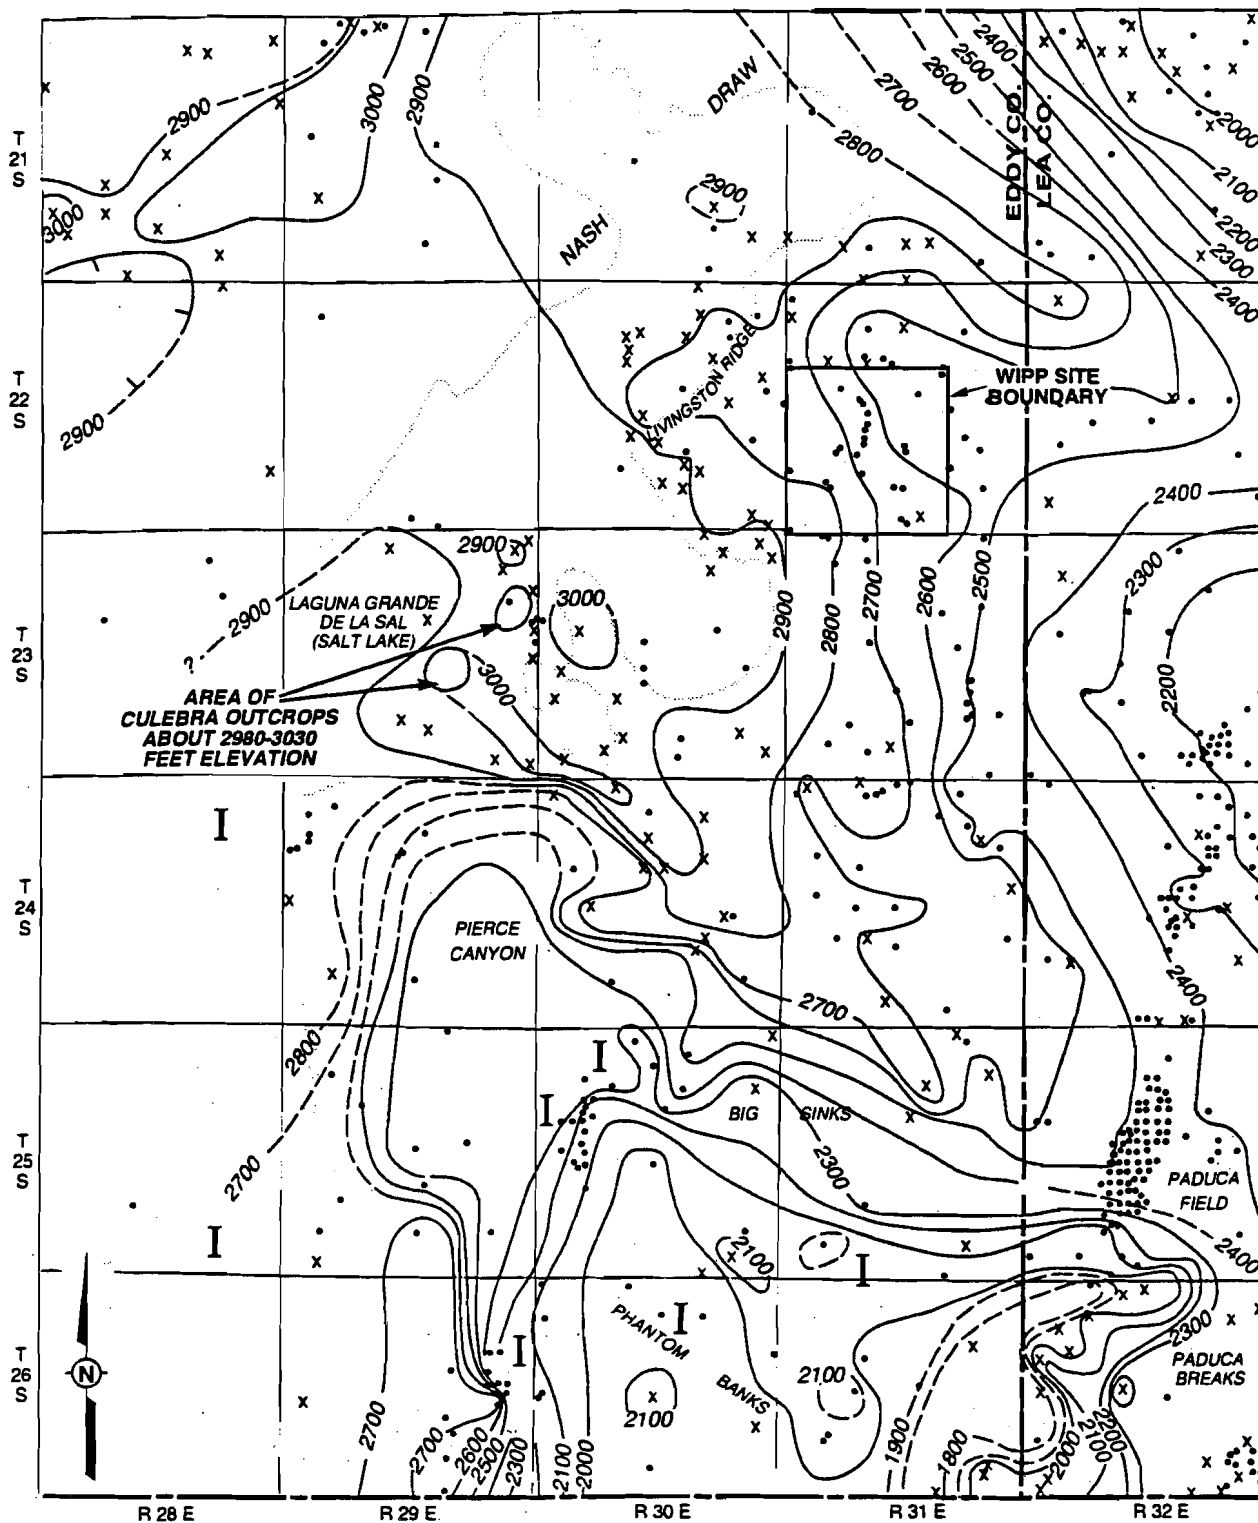 2400
2500
2600
2700
2800
2900
3000
2900
DRAW
NASH
EDDY CO.
LEA CO.
2000
2100
2200
2300
2400
T
21
S
3000
2900
2900
LIVINGSTON RIDGE
WIPP SITE
BOUNDARY
T
22
S
2400
2300
2200
2900
2900
LAGUNA GRANDE
DE LA SAL
(SALT LAKE)
?
3000
3000
2900
2800
2700
2600
2500
T
23
S
AREA OF
CULEBRA OUTCROPS
ABOUT 2980-3030
FEET ELEVATION
I
T
24
S
PIERCE
CANYON
2700
2400
2800
I
I
BIG SINKS
2300
2700
T
25
S
PADUCA
FIELD
I
2100
I
2400
N
T
26
S
PHANTOM
BANKS
I
I
2100
2100
2300
PADUCA
BREAKS
2700
2700
2600
2500
2300
2100
2000
1900
1800
2000
2100
2200
R 28 E
R 29 E
R 30 E
R 31 E
R 32 E